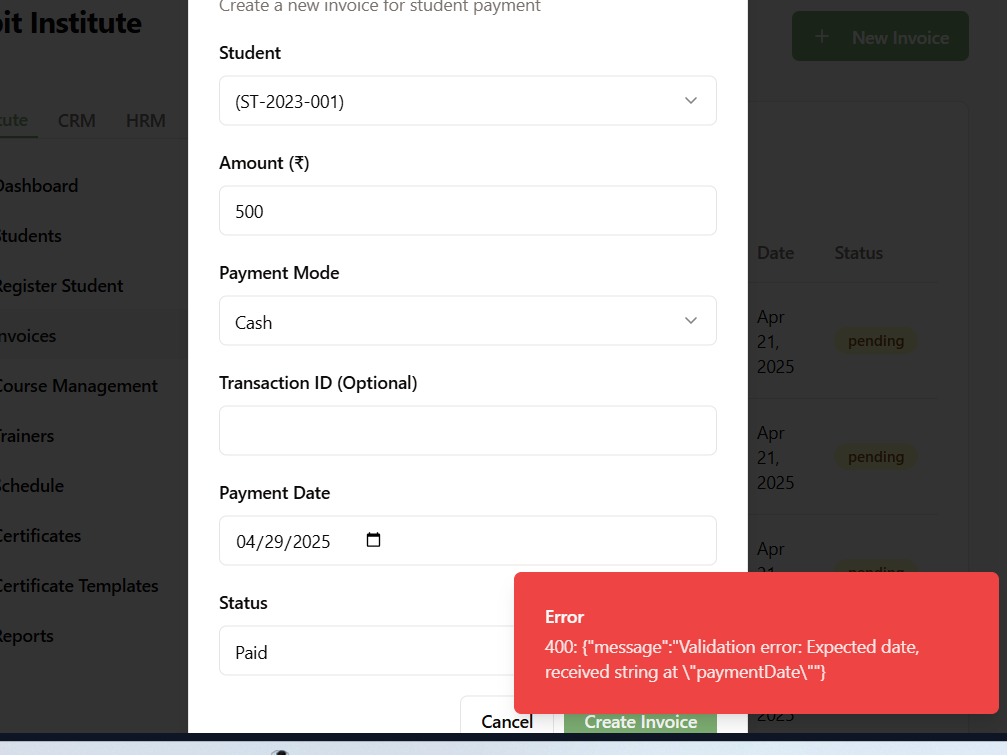 Create a new invoice for student payment
bit Institute
New Invoice
Student
(ST-2023-001)
tute CRM HRM
Amount (₹)
Dashboard
500
Students
Date Status
Payment Mode
Register Student
Cash
Apr
21,
2025
pending
Invoices
Transaction ID (Optional)
Course Management
Trainers
Apr
21,
2025
pending
Payment Date
Schedule
04/29/2025
Certificates
Apr
21,
pending
Certificate Templates
Status
Error
Reports
Paid
400: {"message":"Validation error: Expected date,
received string at \"paymentDate\""}
2025
Cancel Create Invoice